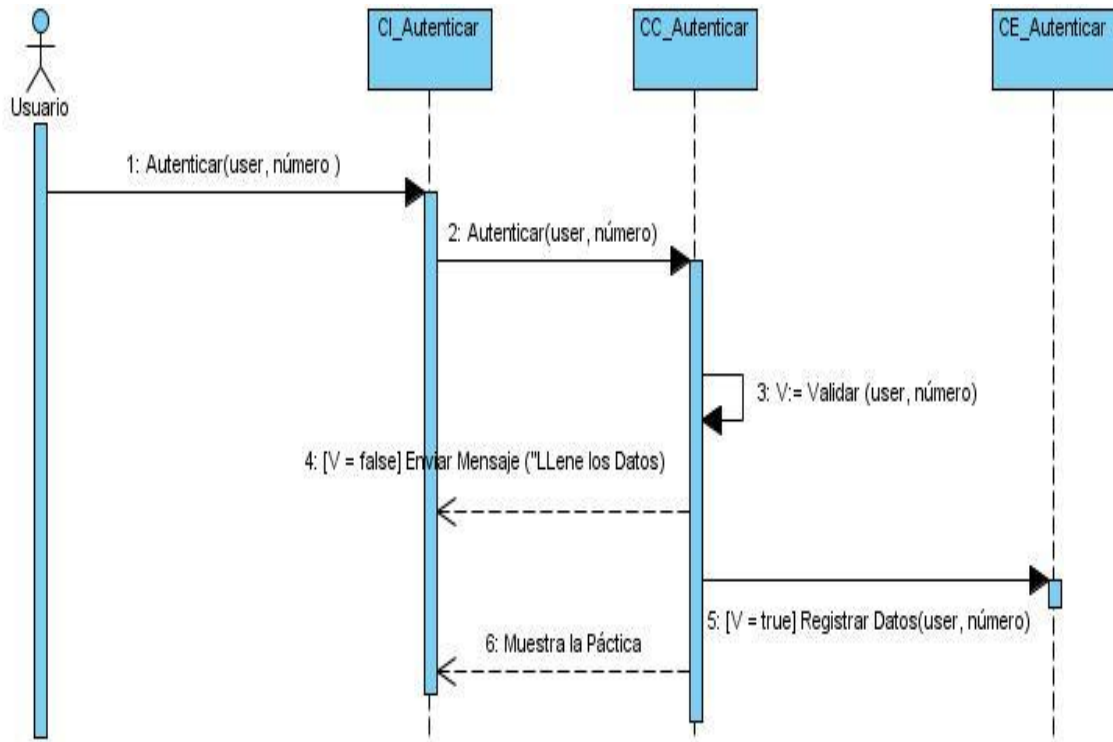 CI_Autenticar
CC_Autenticar
CE_Autenticar
Usuario
1: Autenticar(user, número )
2: Autenticar(user, número)
3: V:= Validar (user, número)
4: [V = false] Enviar Mensaje ("LLene los Datos)
5: [V = true] Registrar Datos(user, número)
6: Muestra la Páctica